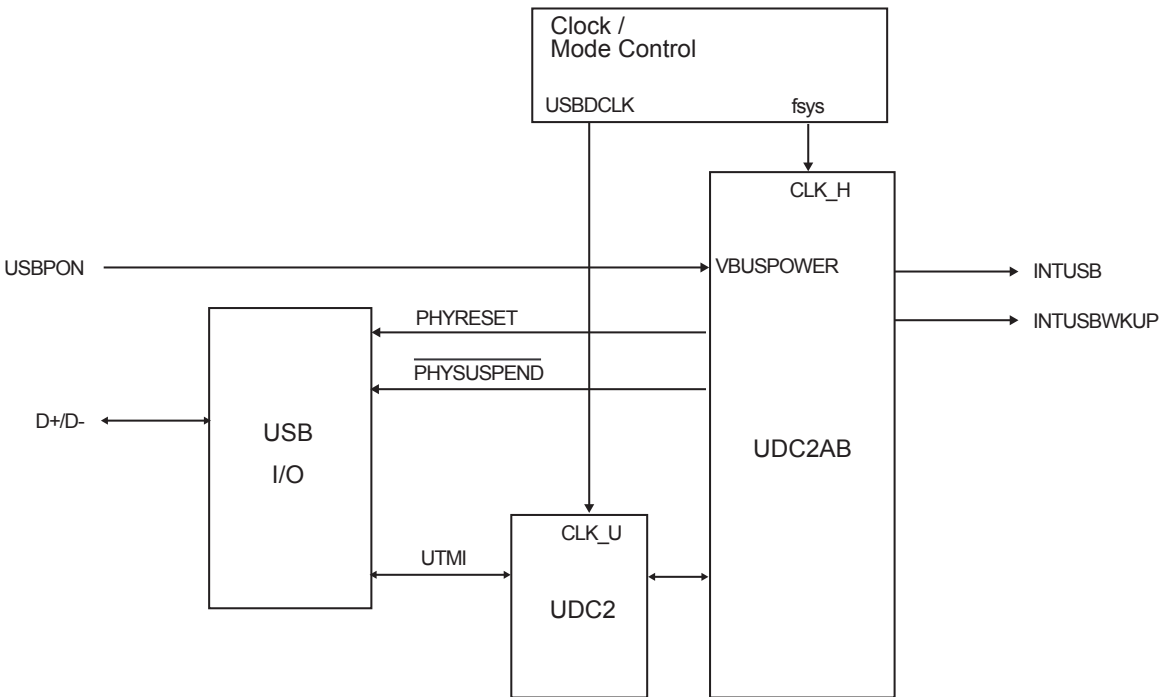 Clock /
Mode Control
USBDCLK
fsys
CLK_H
USBPON
VBUSPOWER
INTUSB
PHYRESET
INTUSBWKUP
PHYSUSPEND
D+/D-
USB
I/O
UDC2AB
CLK_U
UTMI
UDC2